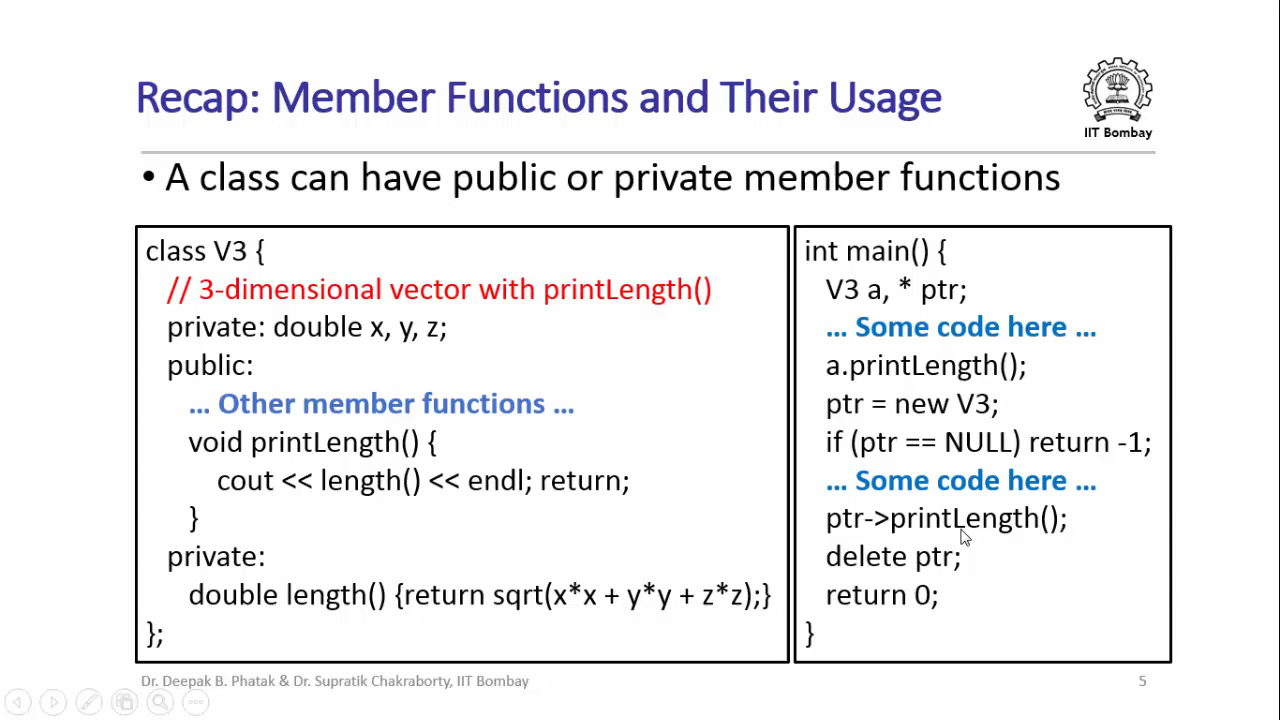 Recap: Member Functions and Their Usage
IIT Bombay
• A class can have public or private member functions
class V3 {
// 3-dimensional vector with printLength()
private: double x, y, z;
public:
... Other member functions ...
void printLength() {
cout << length() << endl; return;
}
private:
double length() {return sqrt(x*x + y*y + z*z);}
};
int main() {
V3 a, * ptr;
... Some code here ...
a.printLength();
ptr = new V3;
if (ptr == NULL) return -1;
... Some code here ...
ptr->printLength();
delete ptr;
return 0;
}
Dr. Deepak B. Phatak & Dr. Supratik Chakraborty, IIT Bombay
5